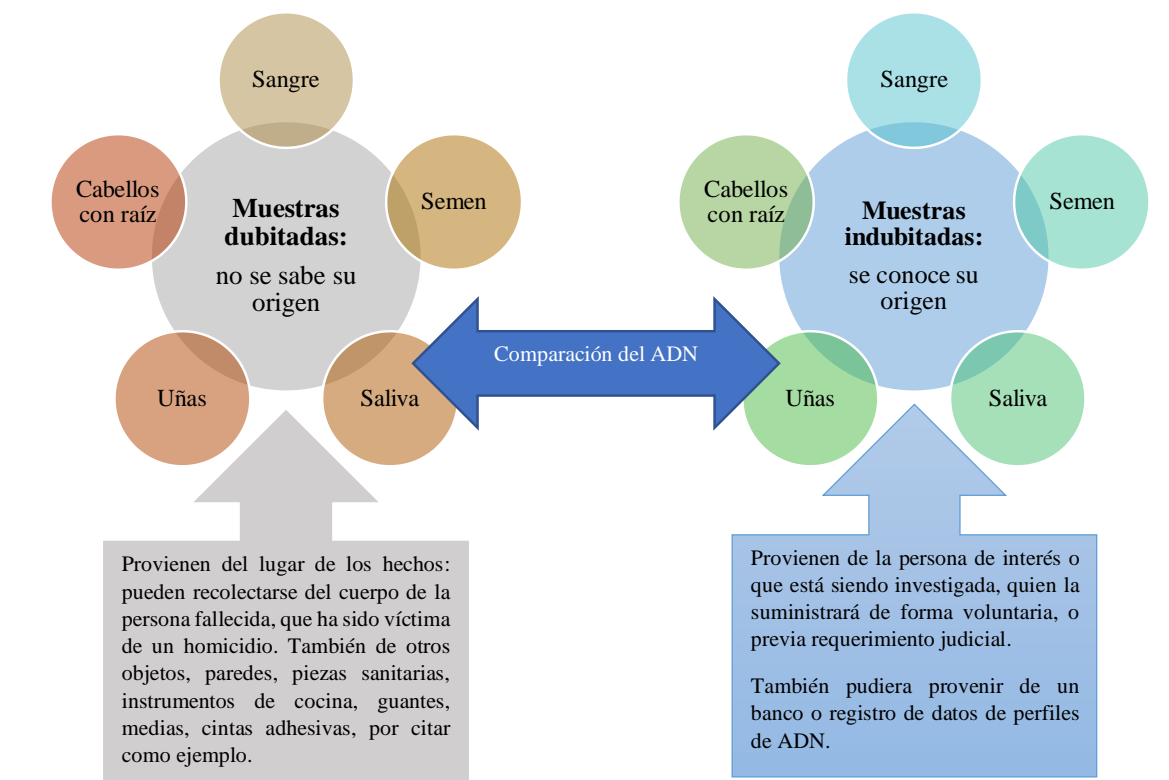 Sangre
Cabellos
con raíz
Semen
Muestras
dubitadas:
no se sabe su
origen
Uñas
Saliva
Comparación del ADN
Sangre
Cabellos
con raíz
Semen
Muestras
indubitadas:
se conoce su
origen
Uñas
Saliva
Provienen del lugar de los hechos:
pueden recolectarse del cuerpo de la
persona fallecida, que ha sido víctima
de un homicidio. También de otros
objetos, paredes, piezas sanitarias,
instrumentos de cocina, guantes,
medias, cintas adhesivas, por citar
como ejemplo.
Provienen de la persona de interés o
que está siendo investigada, quien la
suministrará de forma voluntaria, o
previa requerimiento judicial.
También pudiera provenir de un
banco o registro de datos de perfiles
de ADN.